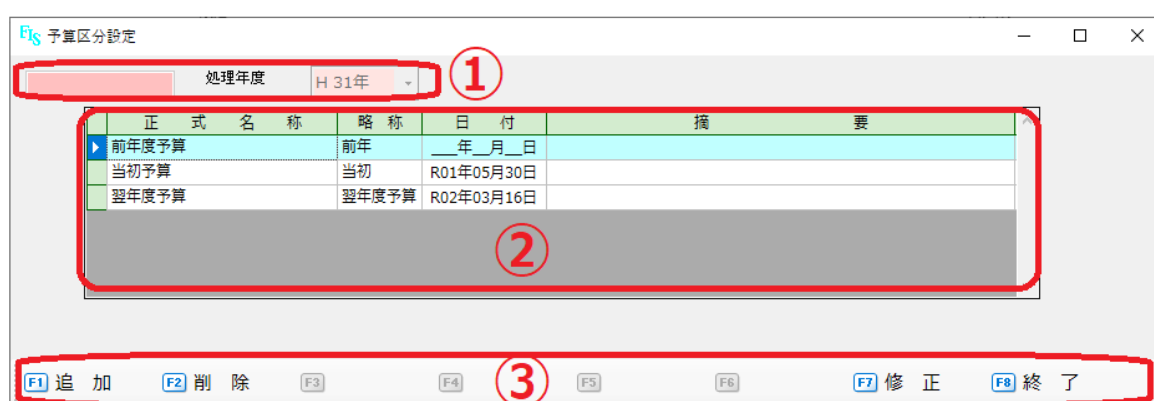 FIS 予算区分設定
処理年度 H 31年 ①
正式名称 略称 日付 摘要
前年度予算 前年 ___年__月__日
当初予算 当初 R01年05月30日
翌年度予算 翌年度予算 R02年03月16日
②
F1 追加 F2 削除 F3 F4 ③ F5 F6 F7 修正 F8 終了